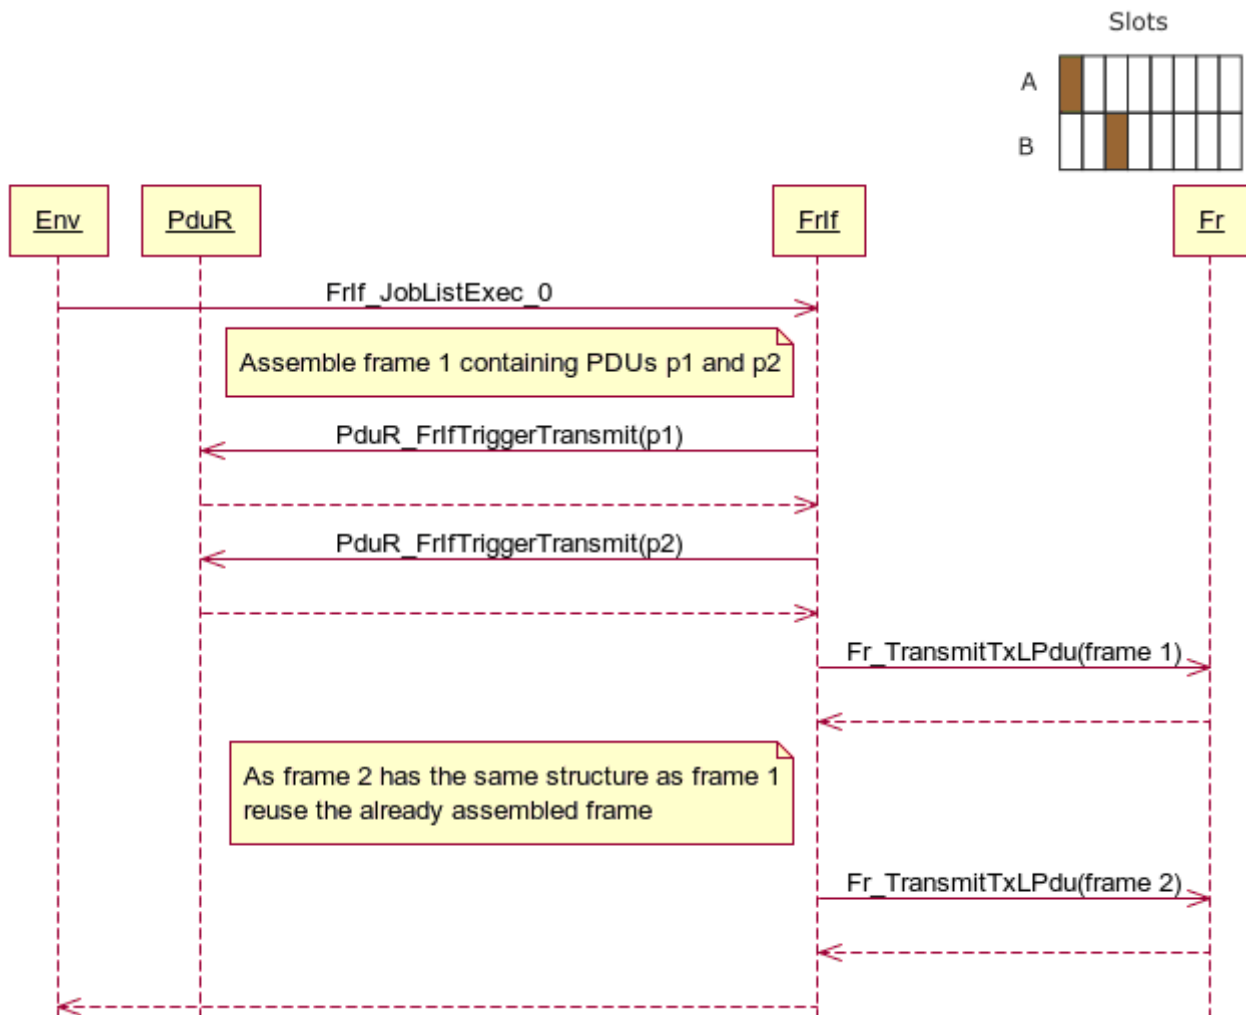 Slots
A
B
Env
PduR
FrIf
Fr
FrIf_JobListExec_0
Assemble frame 1 containing PDUs p1 and p2
PduR_FrIfTriggerTransmit(p1)
PduR_FrIfTriggerTransmit(p2)
Fr_TransmitTxLPdu(frame 1)
As frame 2 has the same structure as frame 1
reuse the already assembled frame
Fr_TransmitTxLPdu(frame 2)